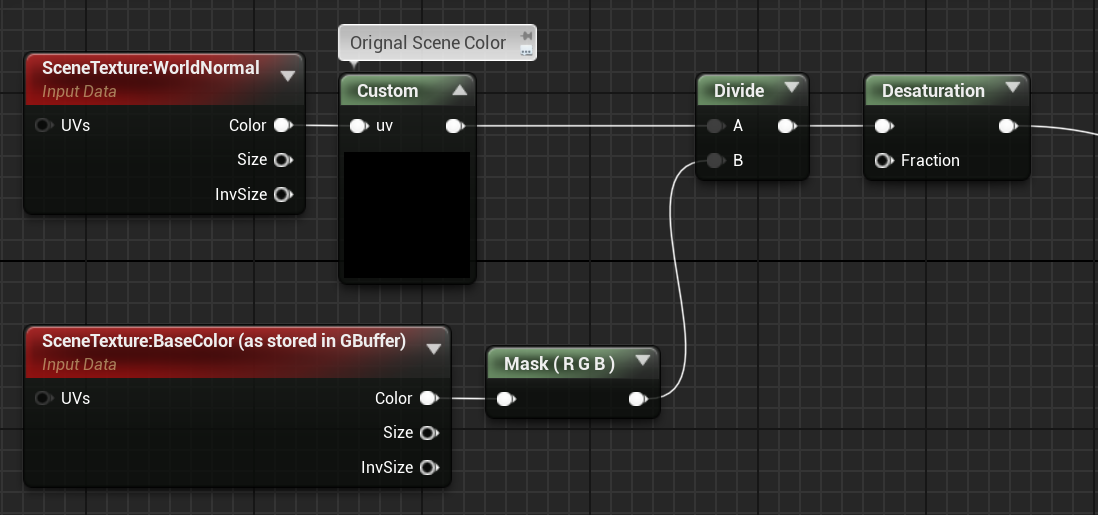 Orignal Scene Color
SceneTexture:WorldNormal
Input Data
UVs
Color
Size
InvSize
Custom
uv
Divide
A
B
Desaturation
Fraction
SceneTexture:BaseColor (as stored in GBuffer)
Input Data
UVs
Color
Size
InvSize
Mask ( R G B )